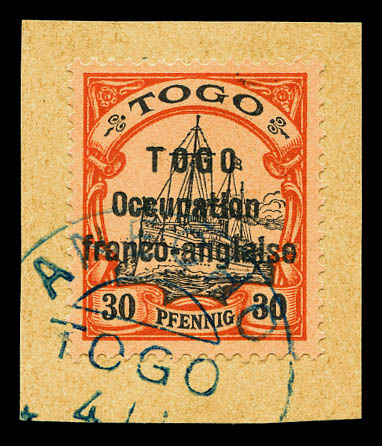 TOGO
TOGO
Occupation
franco-anglaise
30 PFENNIG 30
TOGO